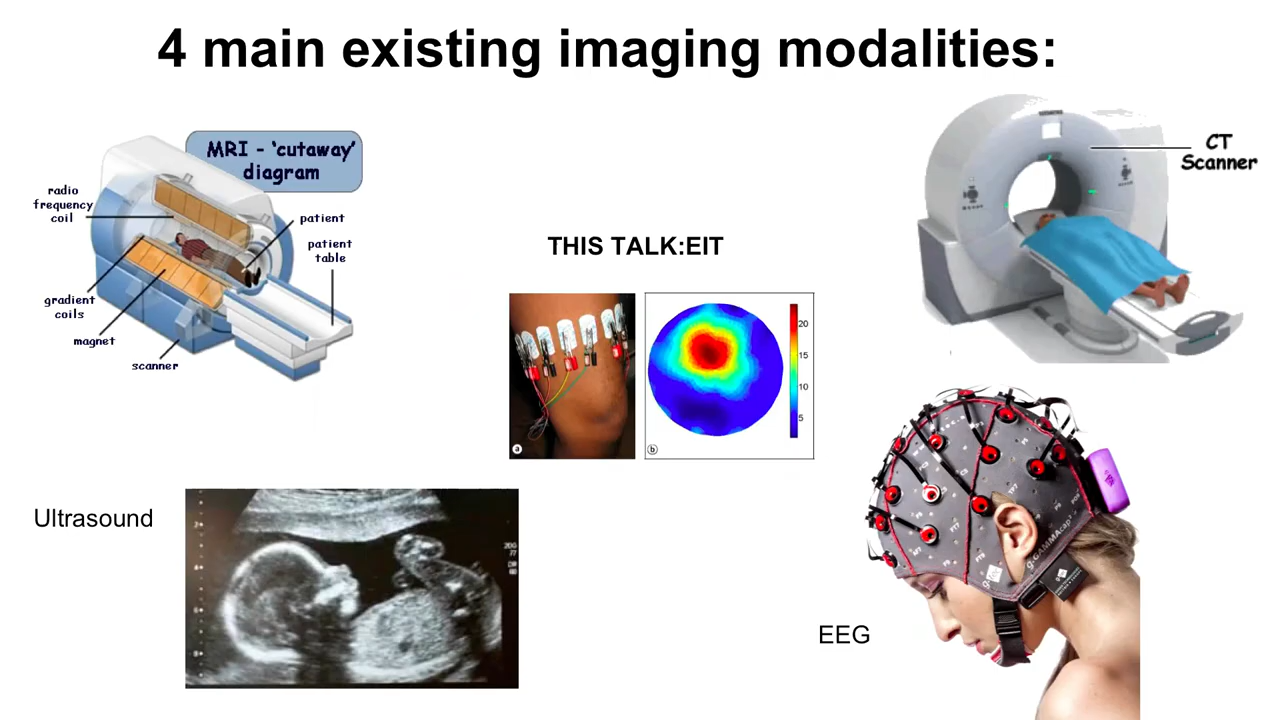 4 main existing imaging modalities:
MRI - 'cutaway'
diagram
radio
frequency
coil
patient
patient
table
gradient
coils
magnet
scanner
CT
Scanner
THIS TALK:EIT
a
b
20
15
10
5
Ultrasound
EEG
g.GAMMAcap²